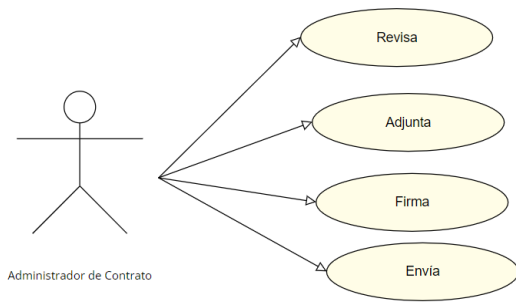 Revisa
Adjunta
Firma
Envía
Administrador de Contrato